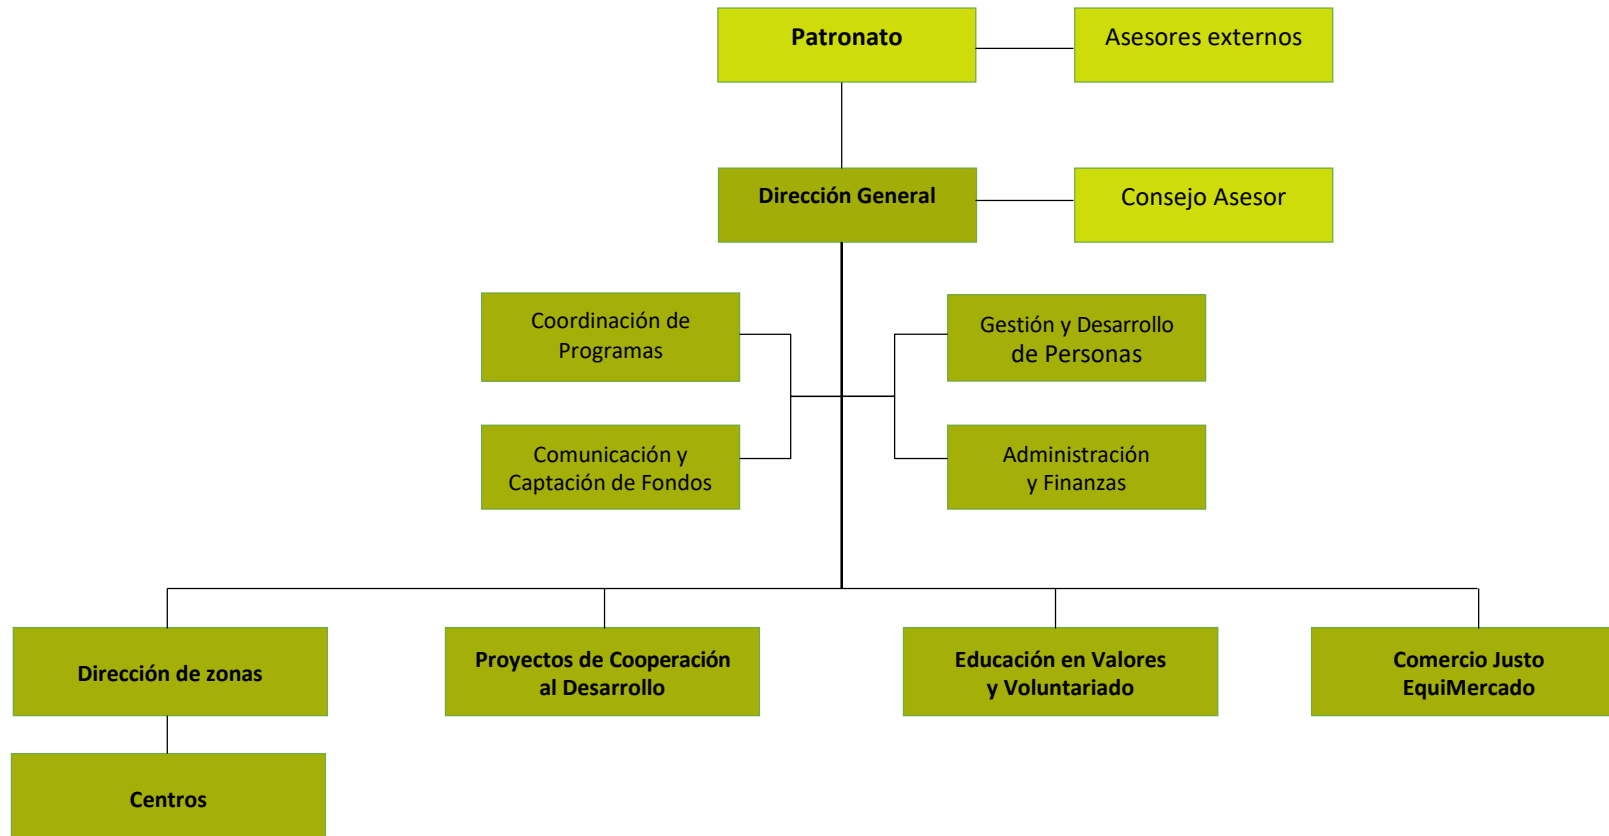 Patronato
Asesores externos
Dirección General
Consejo Asesor
Coordinación de
Programas
Gestión y Desarrollo
de Personas
Comunicación y
Captación de Fondos
Administración
y Finanzas
Dirección de zonas
Proyectos de Cooperación
al Desarrollo
Educación en Valores
y Voluntariado
Comercio Justo
EquiMercado
Centros